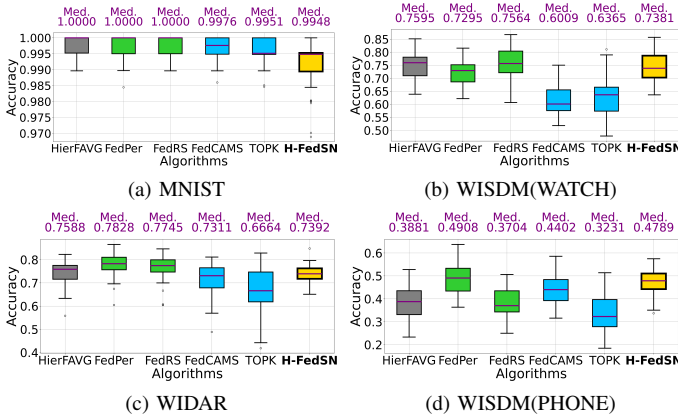 Med. Med. Med. Med. Med. Med.
1.0000 1.0000 1.0000 0.9976 0.9951 0.9948
1.000
0.995
0.990
0.985
0.980
0.975
0.970
Accuracy
HierFAVG FedPer FedRS FedCAMS TOPK H-FedSN
Algorithms
(a) MNIST
Med. Med. Med. Med. Med. Med.
0.7595 0.7295 0.7564 0.6009 0.6365 0.7381
0.85
0.80
0.75
0.70
0.65
0.60
0.55
0.50
Accuracy
HierFAVG FedPer FedRS FedCAMS TOPK H-FedSN
Algorithms
(b) WISDM(WATCH)
Med. Med. Med. Med. Med. Med.
0.7588 0.7828 0.7745 0.7311 0.6664 0.7392
0.8
0.7
0.6
0.5
0.4
Accuracy
HierFAVG FedPer FedRS FedCAMS TOPK H-FedSN
Algorithms
(c) WIDAR
Med. Med. Med. Med. Med. Med.
0.3881 0.4908 0.3704 0.4402 0.3231 0.4789
0.6
0.5
0.4
0.3
0.2
Accuracy
HierFAVG FedPer FedRS FedCAMS TOPK H-FedSN
Algorithms
(d) WISDM(PHONE)